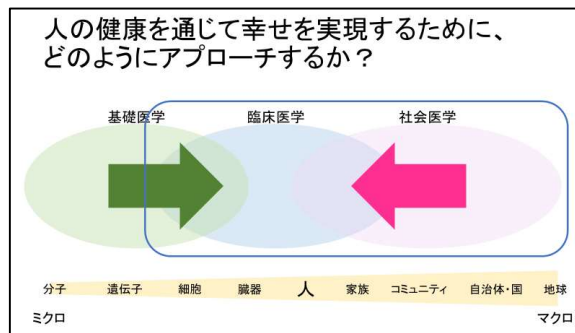 人の健康を通じて幸せを実現するために、
どのようにアプローチするか？
基礎医学 臨床医学 社会医学
分子 遺伝子 細胞 臓器 人 家族 コミュニティ 自治体・国 地球
ミクロ マクロ